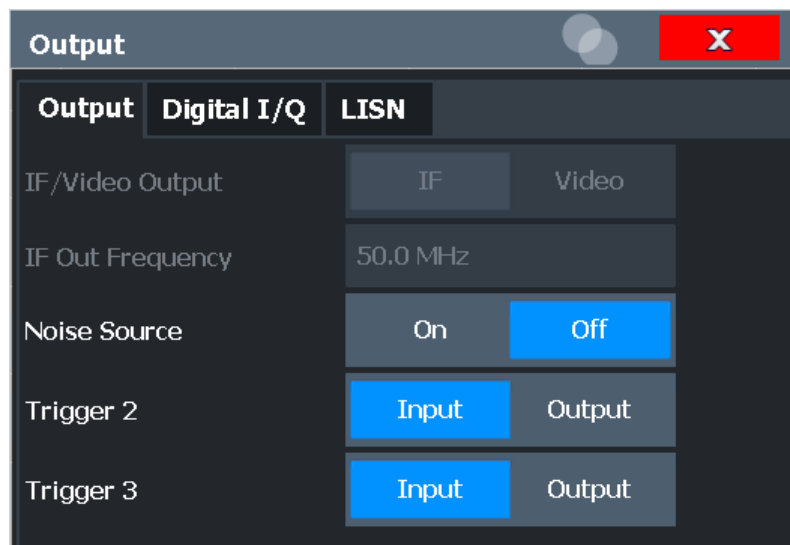 Output X
Output Digital I/Q LISN
IF/Video Output IF Video
IF Out Frequency 50.0 MHz
Noise Source On Off
Trigger 2 Input Output
Trigger 3 Input Output